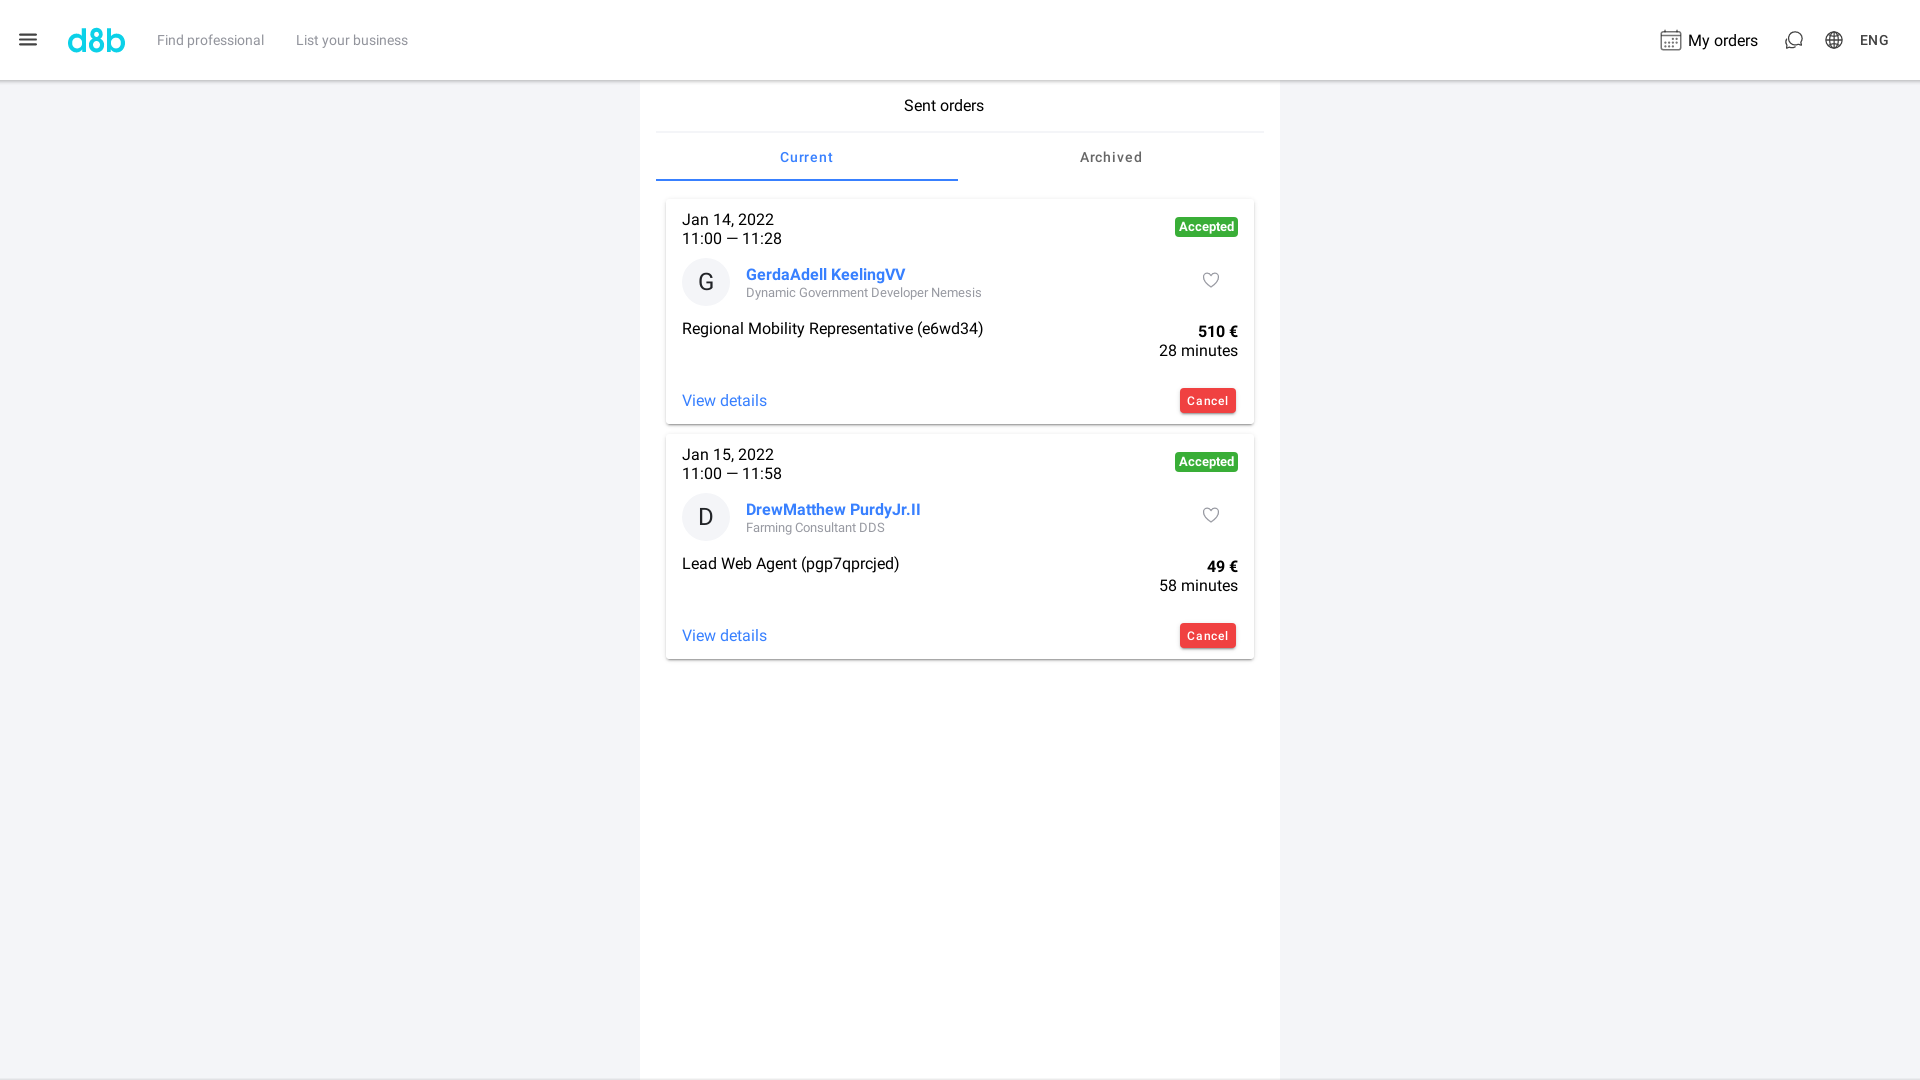 d8b Find professional List your business My orders ENG
Sent orders
Current Archived
Jan 14, 2022
11:00 — 11:28
Accepted
G
GerdaAdell KeelingVV
Dynamic Government Developer Nemesis
Regional Mobility Representative (e6wd34)
510 €
28 minutes
View details Cancel
Jan 15, 2022
11:00 — 11:58
Accepted
D
DrewMatthew PurdyJr.II
Farming Consultant DDS
Lead Web Agent (pgp7qprcjed)
49 €
58 minutes
View details Cancel